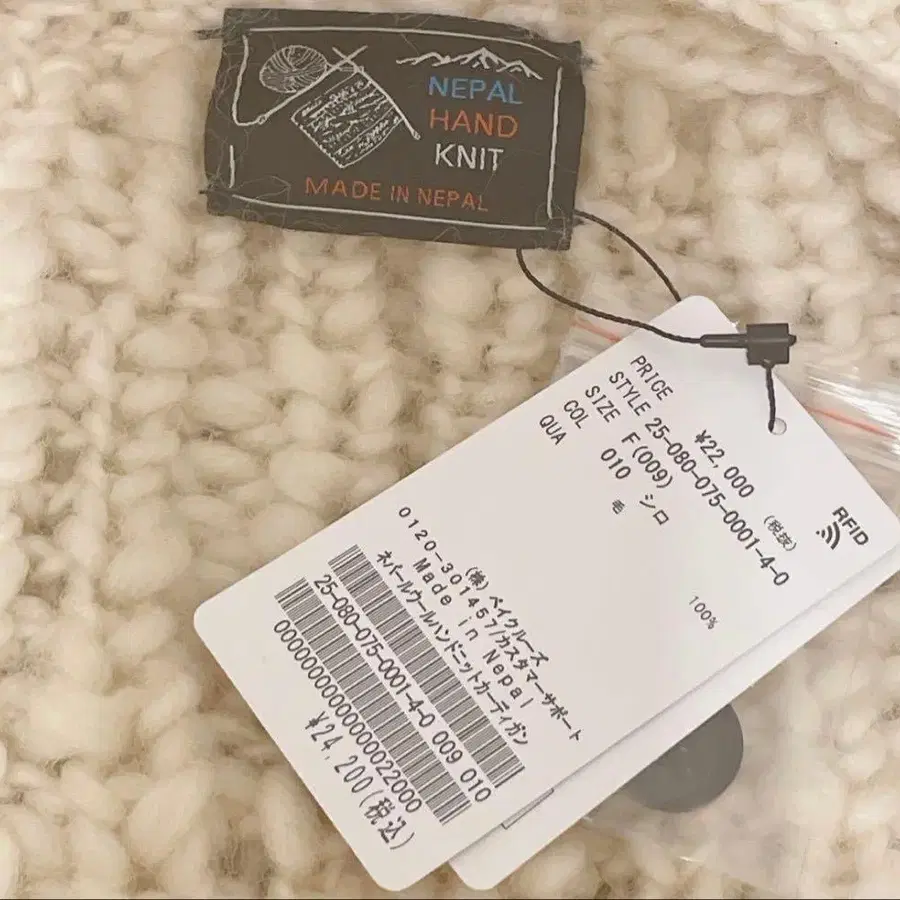 NEPAL
HAND
KNIT
MADE IN NEPAL
PRICE ¥22,000 (税抜)
STYLE 25-080-075-0001-4-0
SIZE F(009)
COL 010 シロ
QUA 毛 100%
RFID
(株)ベイクルーズ
0120-301457/カスタマーサポート
Made in Nepal
ネパールウールハンドニットカーディガン
25-080-075-0001-4-0 009 010
0000000000000022000
¥24,200(税込)